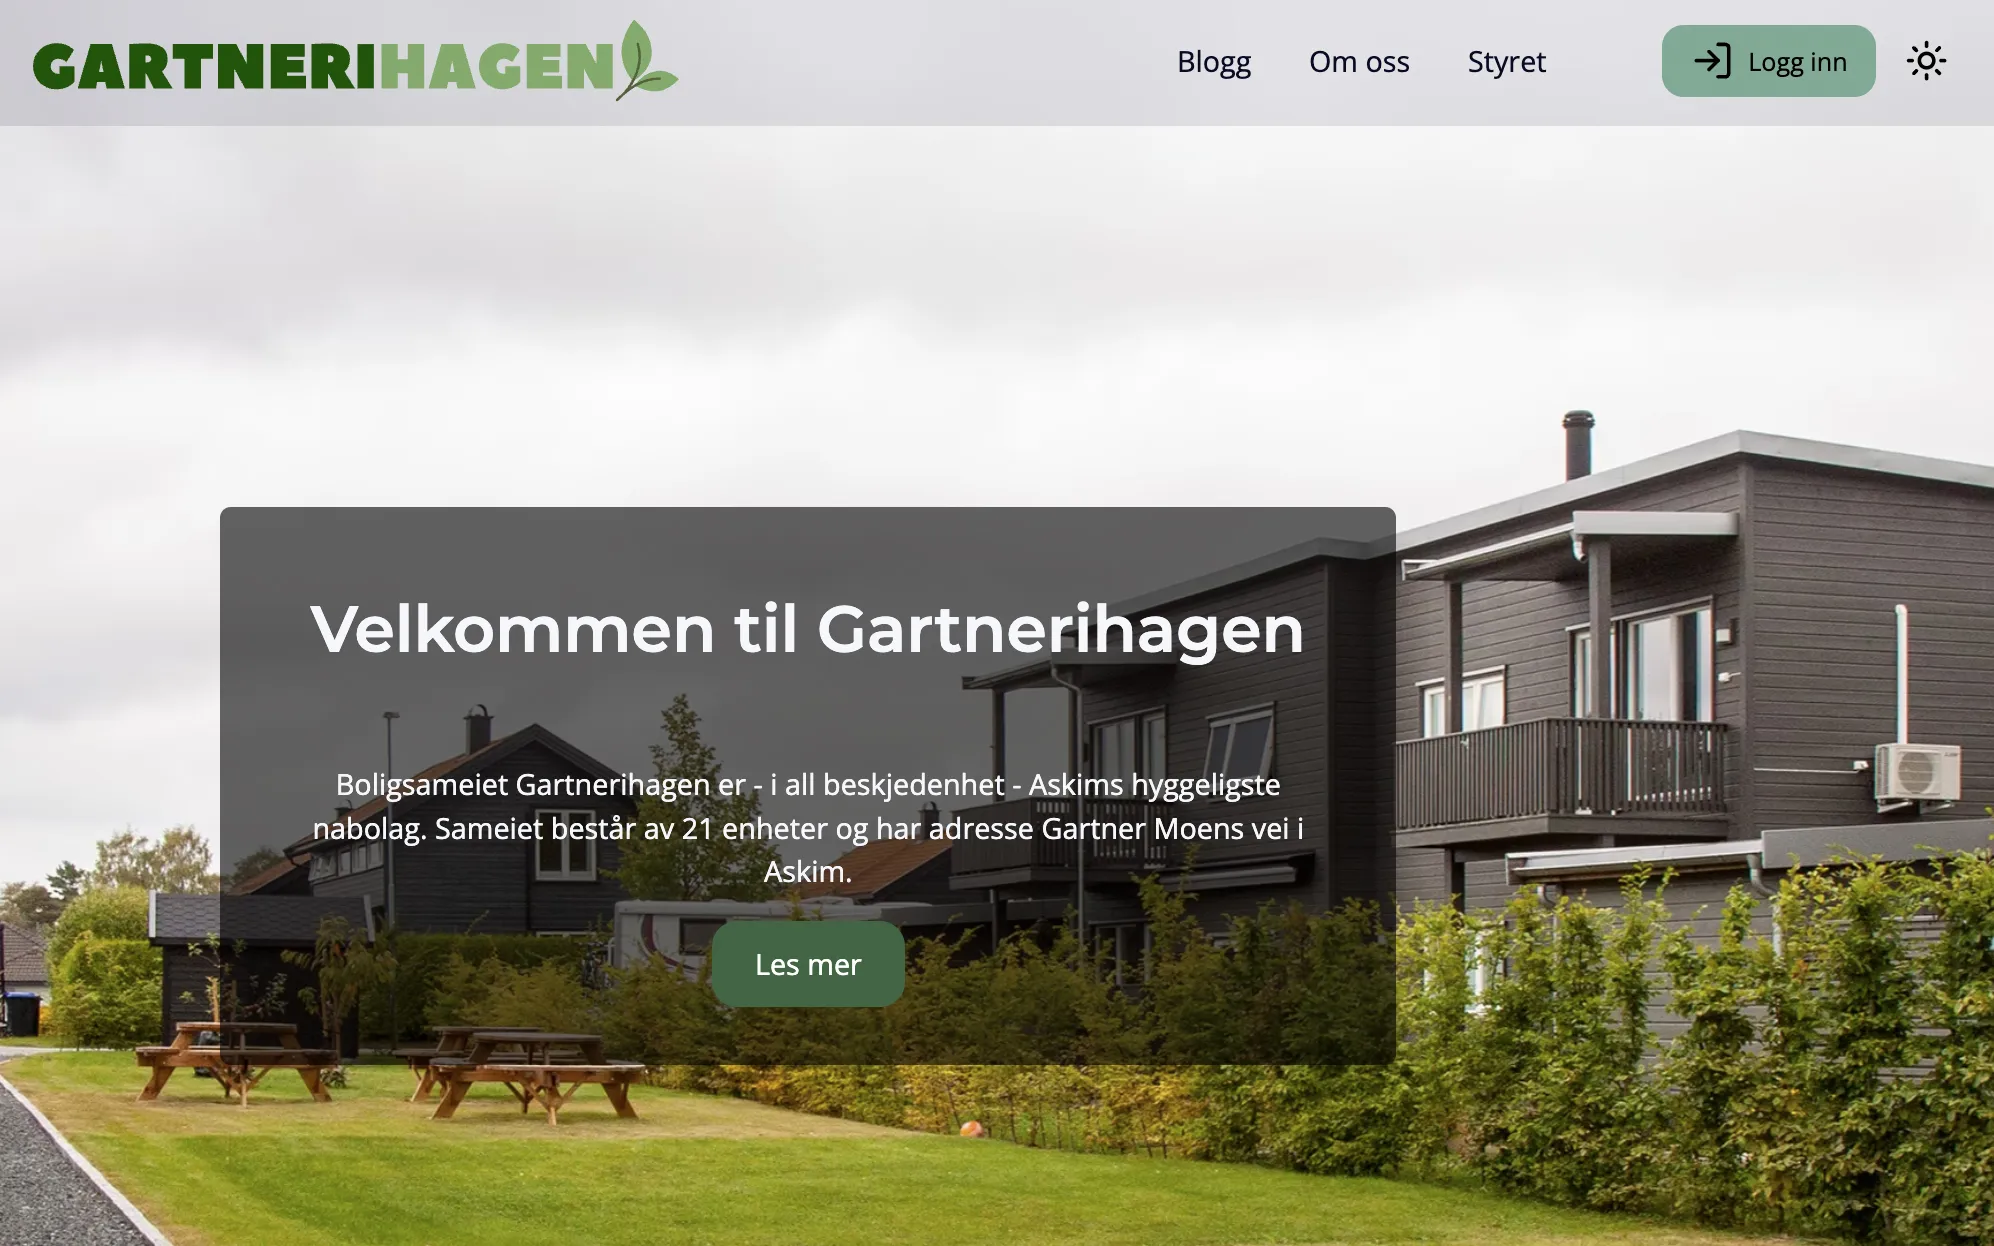 GARTNERIHAGEN
Blogg
Om oss
Styret
Logg inn
Velkommen til Gartnerihagen
Boligsameiet Gartnerihagen er - i all beskjedenhet - Askims hyggeligste
nabolag. Sameiet består av 21 enheter og har adresse Gartner Moens vei i
Askim.
Les mer